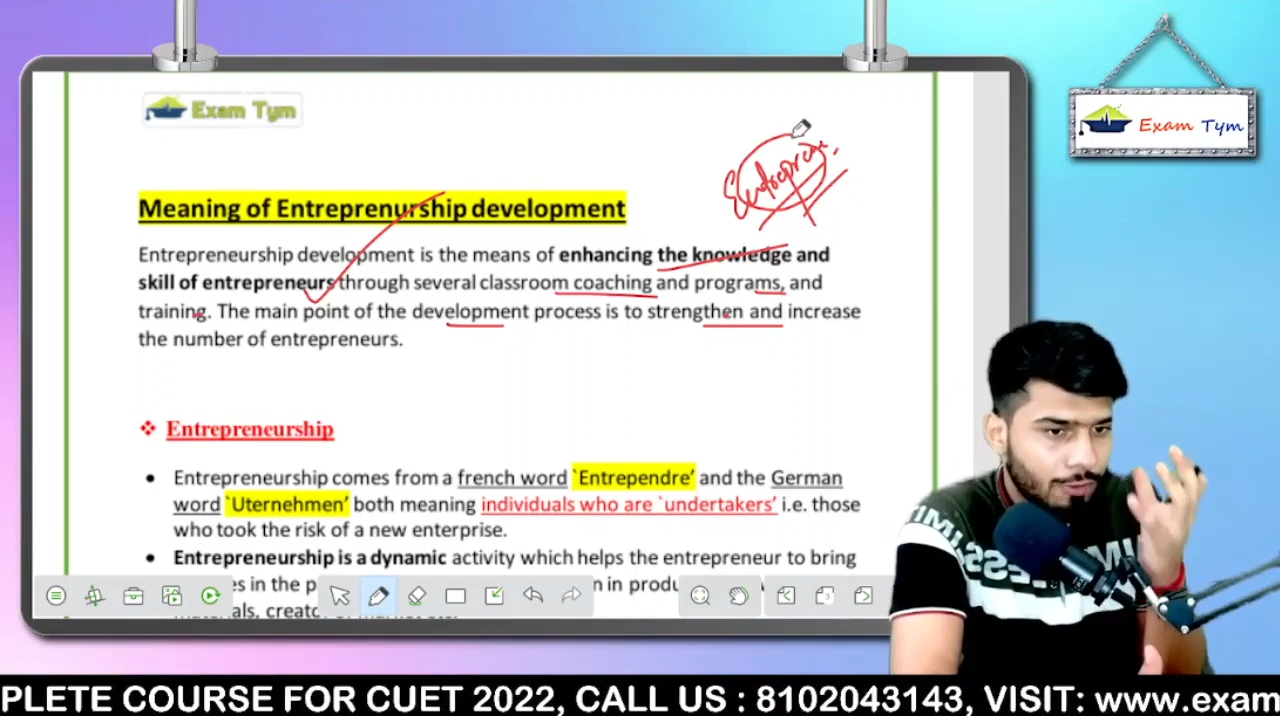 Exam Tym
Exam Tym
Meaning of Entreprenurship development
Entrepreneurship development is the means of enhancing the knowledge and
skill of entrepreneurs through several classroom coaching and programs, and
training. The main point of the development process is to strengthen and increase
the number of entrepreneurs.
❖ Entrepreneurship
• Entrepreneurship comes from a french word `Entrependre’ and the German
word `Uternehmen’ both meaning individuals who are `undertakers’ i.e. those
who took the risk of a new enterprise.
• Entrepreneurship is a dynamic activity which helps the entrepreneur to bring
in the in
PLETE COURSE FOR CUET 2022, CALL US : 8102043143, VISIT: www.exam